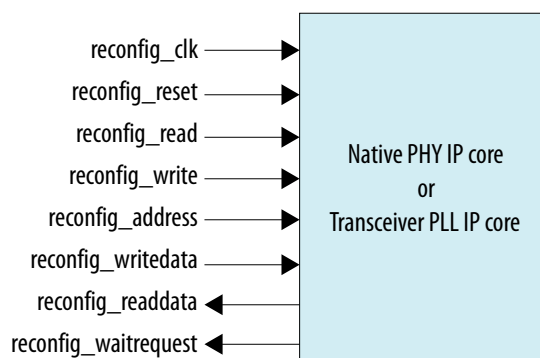 reconfig_clk
reconfig_reset
reconfig_read
reconfig_write
reconfig_address
reconfig_writedata
reconfig_readdata
reconfig_waitrequest
Native PHY IP core
or
Transceiver PLL IP core